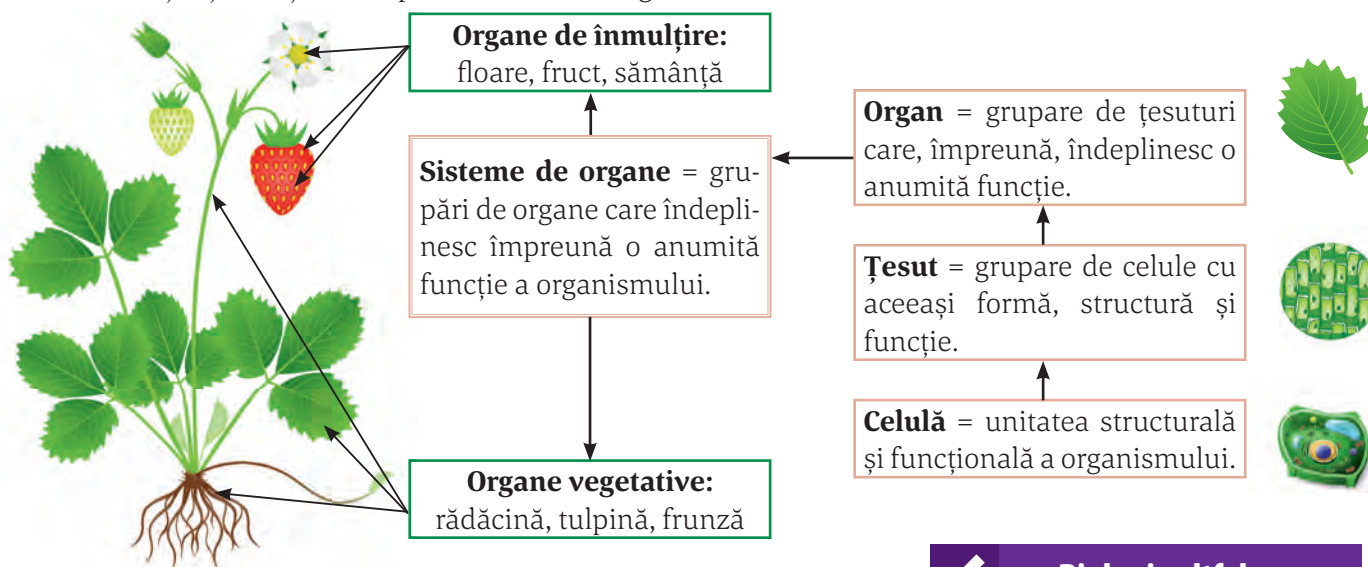 Organe de înmulțire:
floare, fruct, sămânță
Sisteme de organe = gru-
pări de organe care îndepli-
nesc împreună o anumită
funcție a organismului.
Organe vegetative:
rădăcină, tulpină, frunză
Organ = grupare de țesuturi
care, împreună, îndeplinesc o
anumită funcție.
Țesut = grupare de celule cu
aceeași formă, structură și
funcție.
Celulă = unitatea structurală
și funcțională a organismului.